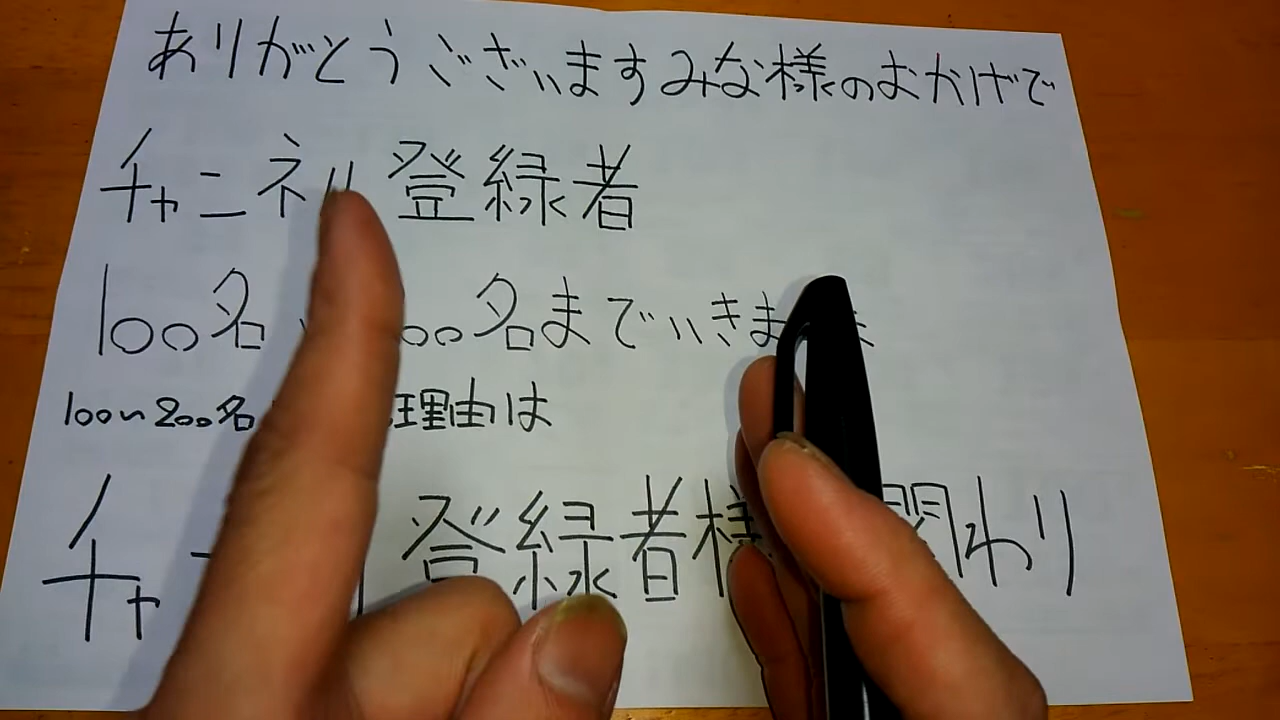 ありがとうございますみな様のおかげで
チャンネル登録者
100名 00名までいきま
100〜200名 理由は
チャ 登録者様 関わり